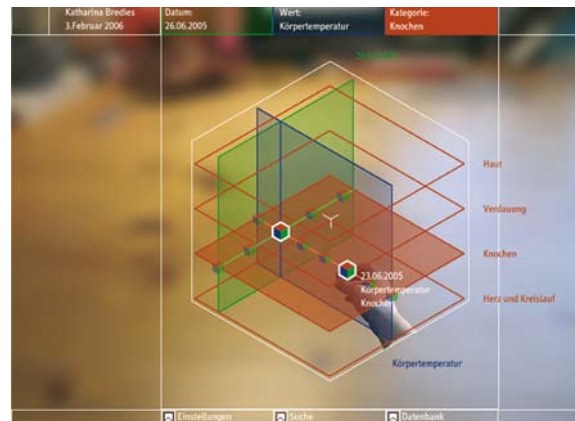 Katharina Bredies
3.Februar 2006
Datum:
26.06.2005
Wert:
Körpertemperatur
Kategorie:
Knochen
Haut
Verdauung
Knochen
23.06.2005
Körpertemperatur
Knochen
Herz und Kreislauf
Körpertemperatur
Einstellungen
Suche
Datenbank